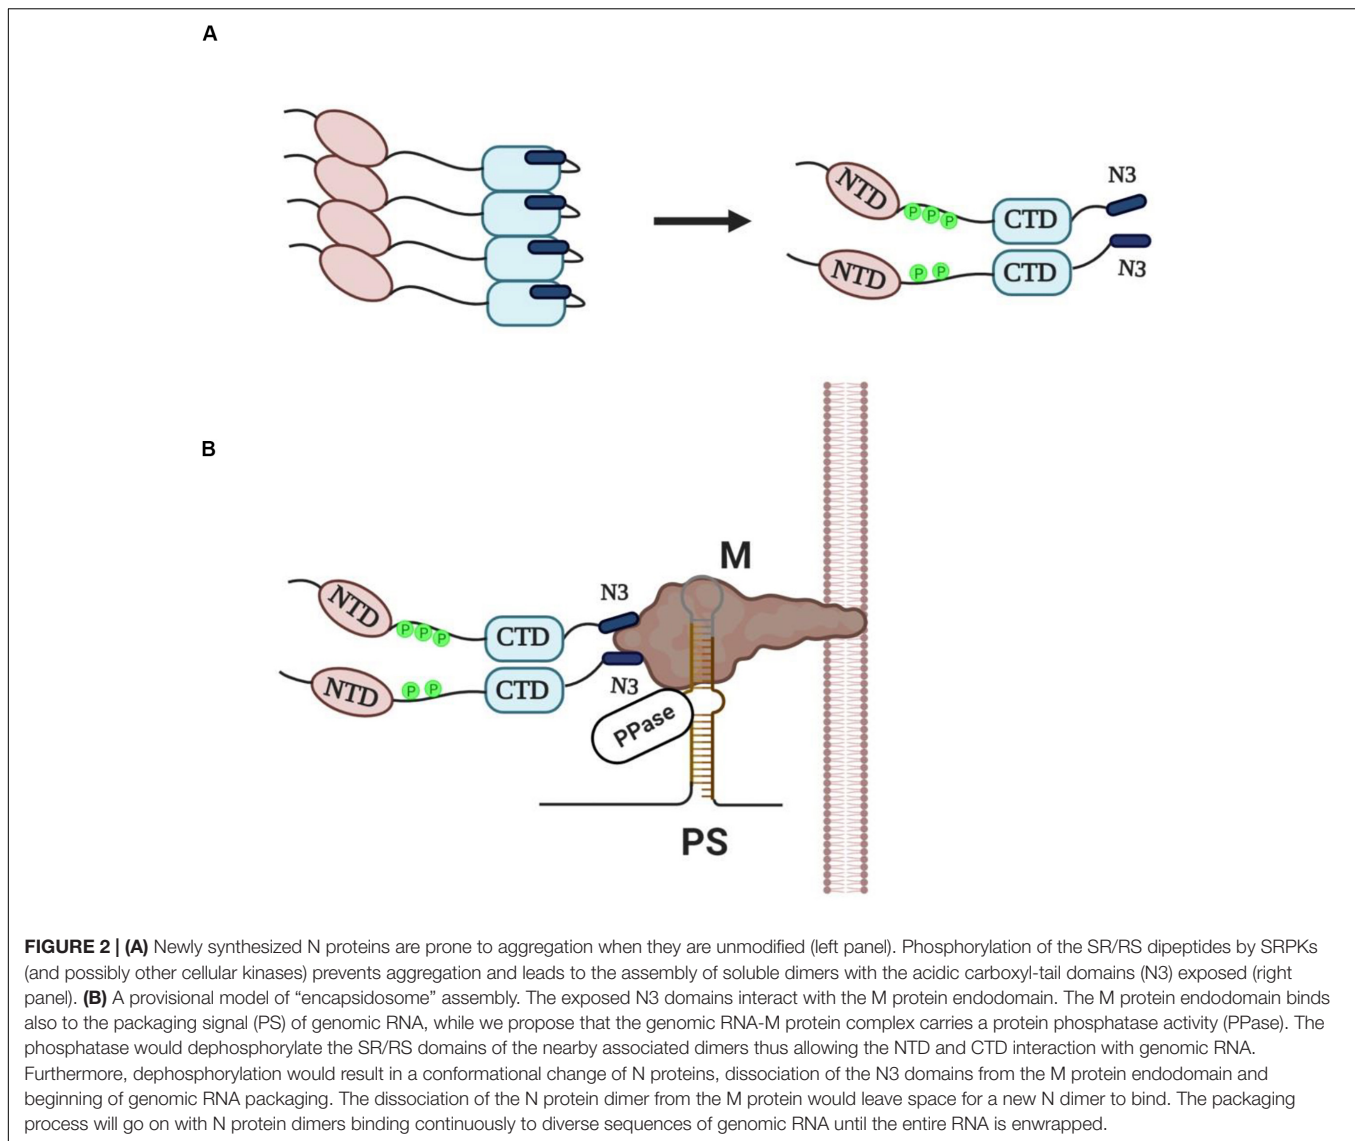 A
NTD
P P P
CTD
N3
NTD
P P
CTD
N3
B
M
NTD
P P P
CTD
N3
NTD
P P
CTD
N3
PPase
PS
FIGURE 2 | (A) Newly synthesized N proteins are prone to aggregation when they are unmodified (left panel). Phosphorylation of the SR/RS dipeptides by SRPKs
(and possibly other cellular kinases) prevents aggregation and leads to the assembly of soluble dimers with the acidic carboxyl-tail domains (N3) exposed (right
panel). (B) A provisional model of “encapsidosome” assembly. The exposed N3 domains interact with the M protein endodomain. The M protein endodomain binds
also to the packaging signal (PS) of genomic RNA, while we propose that the genomic RNA-M protein complex carries a protein phosphatase activity (PPase). The
phosphatase would dephosphorylate the SR/RS domains of the nearby associated dimers thus allowing the NTD and CTD interaction with genomic RNA.
Furthermore, dephosphorylation would result in a conformational change of N proteins, dissociation of the N3 domains from the M protein endodomain and
beginning of genomic RNA packaging. The dissociation of the N protein dimer from the M protein would leave space for a new N dimer to bind. The packaging
process will go on with N protein dimers binding continuously to diverse sequences of genomic RNA until the entire RNA is enwrapped.